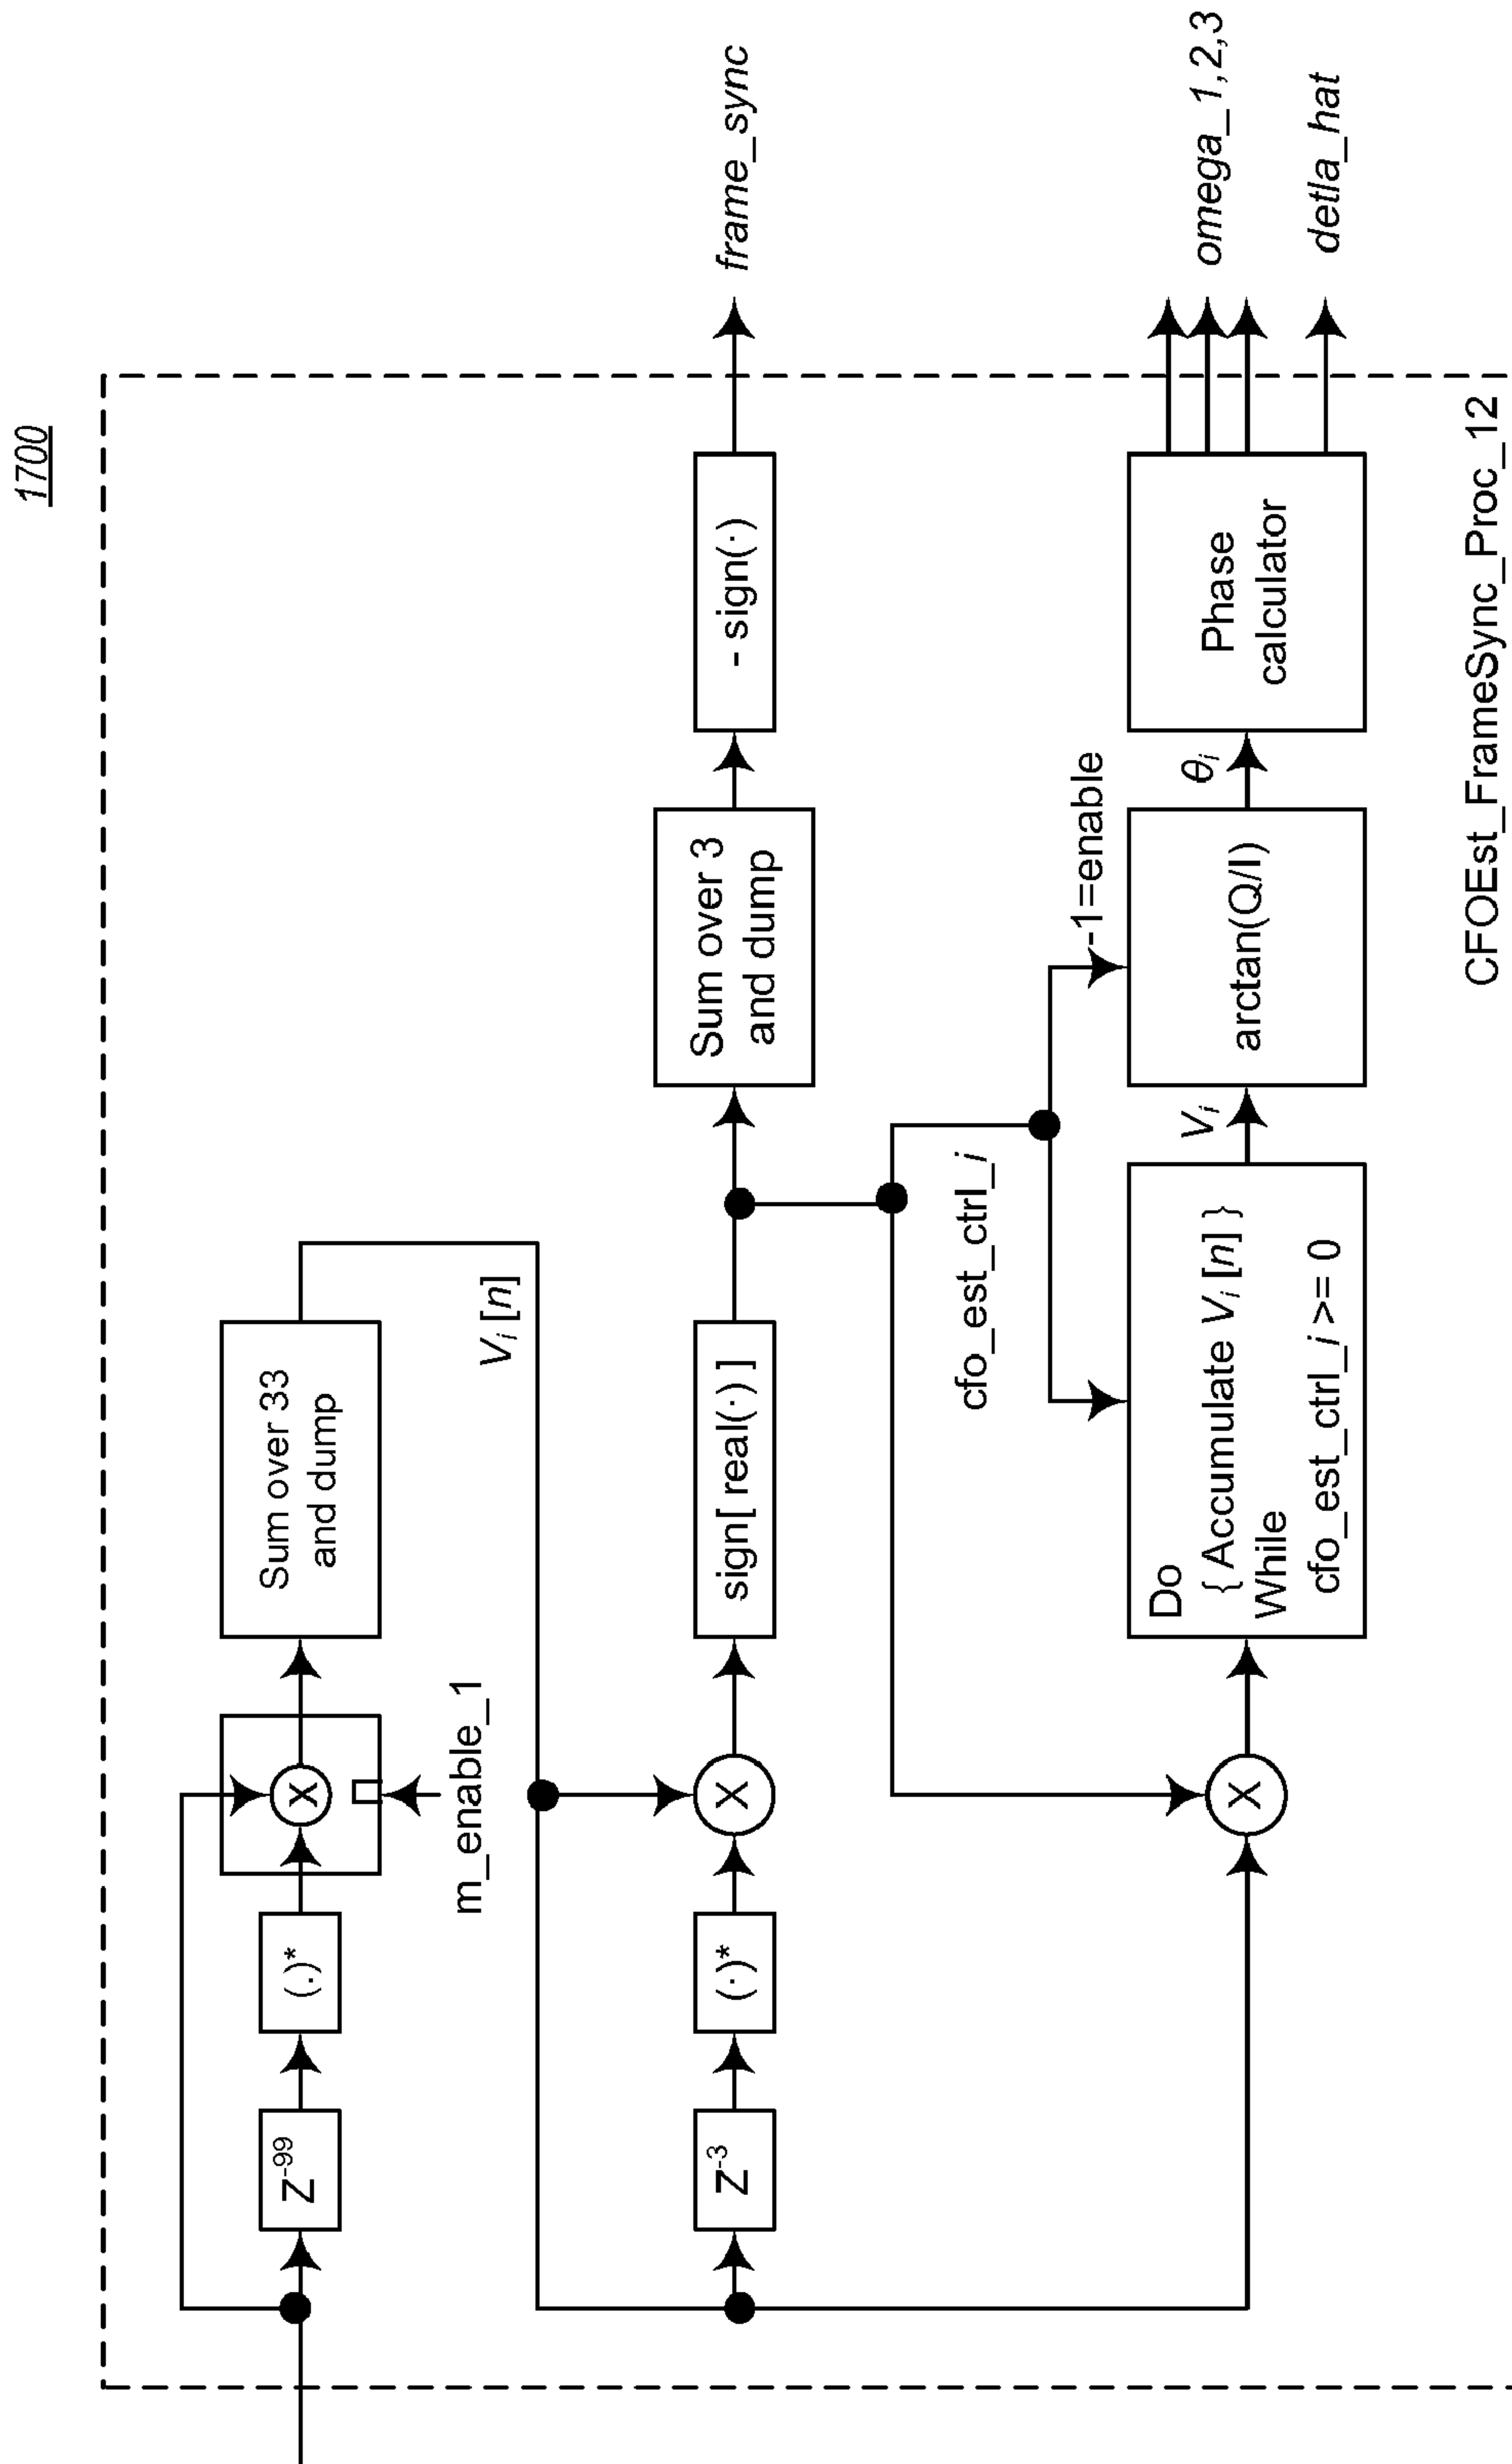 1700
Z-99
(.)*
m_enable_1
Sum over 33
and dump
Vi [n]
Z-3
(·)*
X
X
sign[ real(·) ]
Sum over 3
and dump
- sign(·)
frame_sync
cfo_est_ctrl_i
-1=enable
X
Do
{ Accumulate Vi [n] }
While
cfo_est_ctrl_i >= 0
Vi
arctan(Q/I)
θi
Phase
calculator
omega_1,2,3
detla_hat
CFOEst_FrameSync_Proc_12